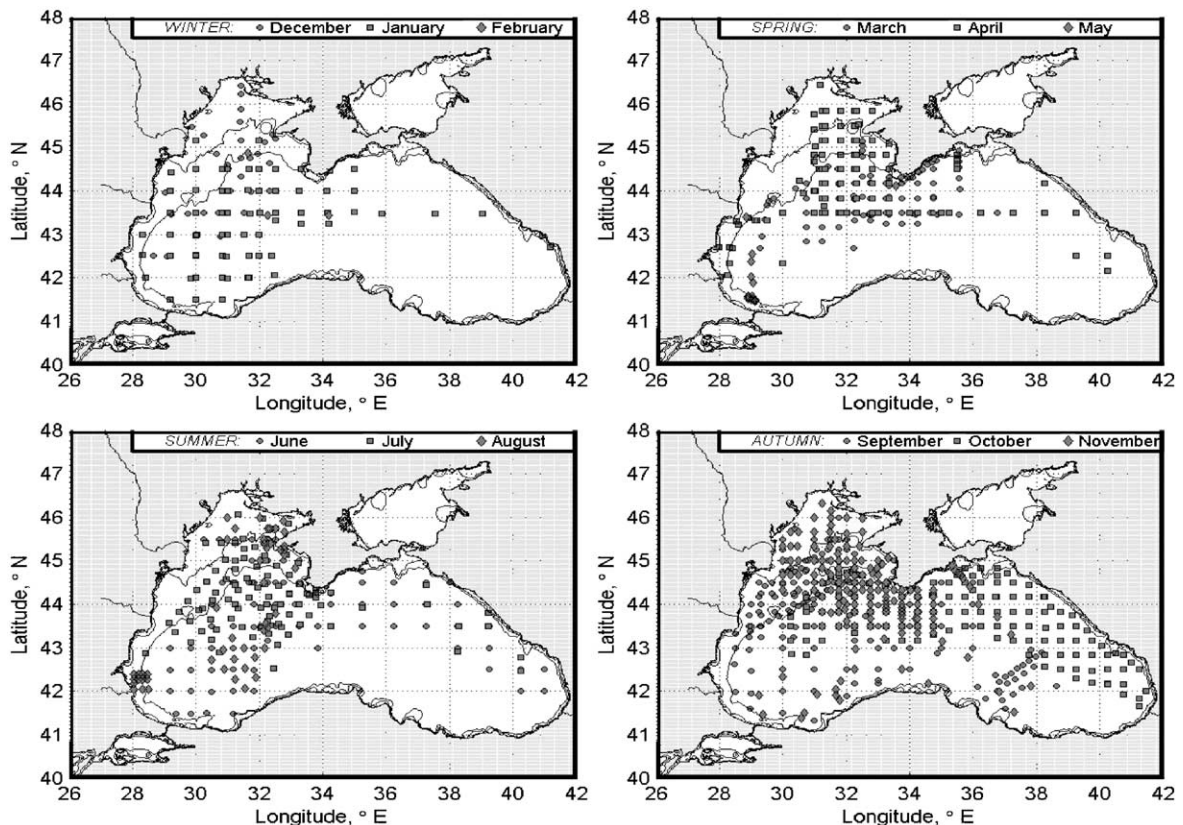 WINTER: December January February
48
47
46
45
44
43
42
41
40
Latitude, ° N
26 28 30 32 34 36 38 40 42
Longitude, ° E
SPRING: March April May
48
47
46
45
44
43
42
41
40
Latitude, ° N
26 28 30 32 34 36 38 40 42
Longitude, ° E
SUMMER: June July August
48
47
46
45
44
43
42
41
40
Latitude, ° N
26 28 30 32 34 36 38 40 42
Longitude, ° E
AUTUMN: September October November
48
47
46
45
44
43
42
41
40
Latitude, ° N
26 28 30 32 34 36 38 40 42
Longitude, ° E